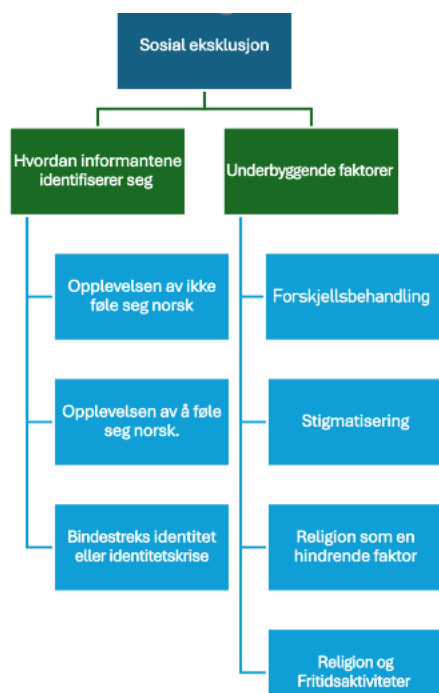 Sosial eksklusjon
Hvordan informantene
identifiserer seg
Underbyggende faktorer
Opplevelsen av ikke
føle seg norsk
Opplevelsen av å føle
seg norsk.
Bindestreks identitet
eller identitetskrise
Forskjellsbehandling
Stigmatisering
Religion som en
hindrende faktor
Religion og
Fritidsaktiviteter